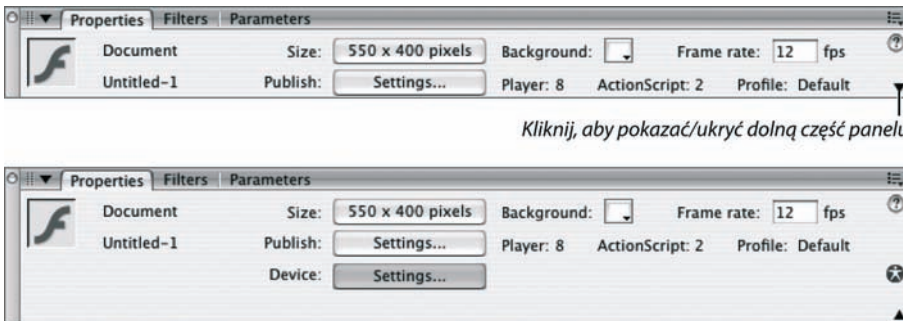 Properties Filters Parameters
Document Size: 550 x 400 pixels Background: Frame rate: 12 fps
Untitled-1 Publish: Settings... Player: 8 ActionScript: 2 Profile: Default
Kliknij, aby pokazać/ukryć dolną część panelu
Properties Filters Parameters
Document Size: 550 x 400 pixels Background: Frame rate: 12 fps
Untitled-1 Publish: Settings... Player: 8 ActionScript: 2 Profile: Default
Device: Settings...